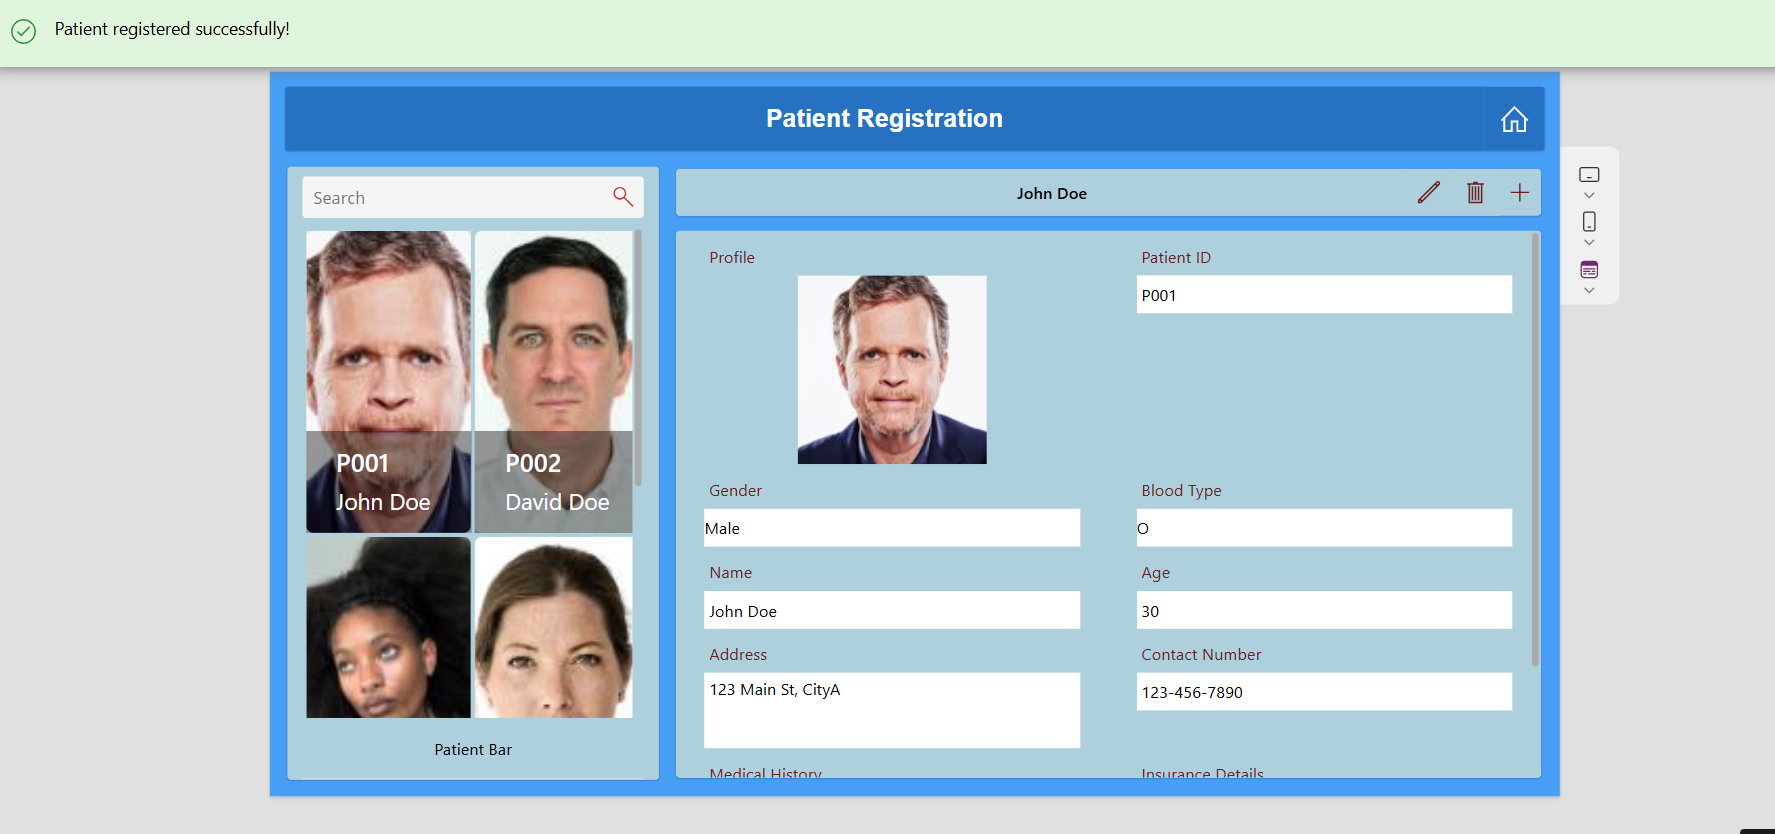 Patient registered successfully!
Patient Registration
Search
P001
John Doe
P002
David Doe
Patient Bar
John Doe
Profile
Patient ID
P001
Gender
Blood Type
Male
O
Name
Age
John Doe
30
Address
Contact Number
123 Main St, CityA
123-456-7890
Medical History
Insurance Details